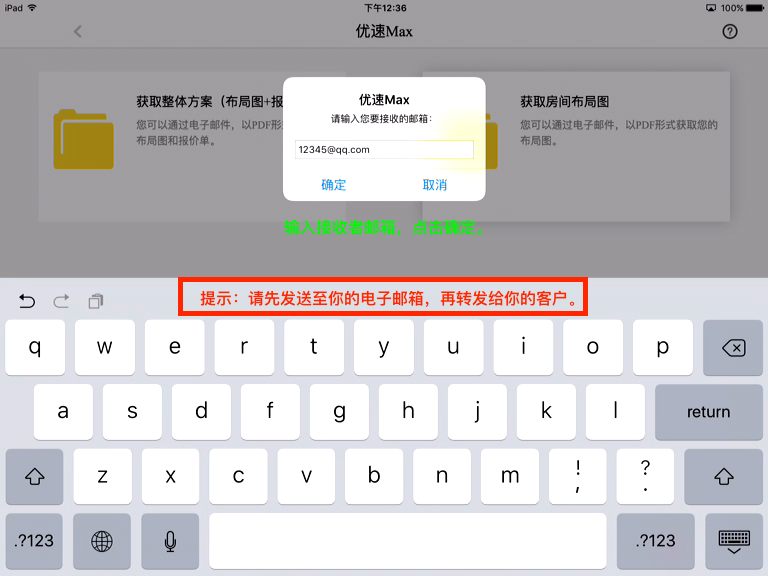 iPad 下午12:36 100%
优速Max
获取整体方案（布局图+报
您可以通过电子邮件，以PDF形
布局图和报价单。
获取房间布局图
您可以通过电子邮件，以PDF形式获取您的
布局图。
优速Max
请输入您要接收的邮箱:
12345@qq.com
确定 取消
输入接收者邮箱，点击确定。
提示：请先发送至你的电子邮箱，再转发给你的客户。
q w e r t y u i o p
a s d f g h j k l return
z x c v b n m ! , ? .
.?123 .?123